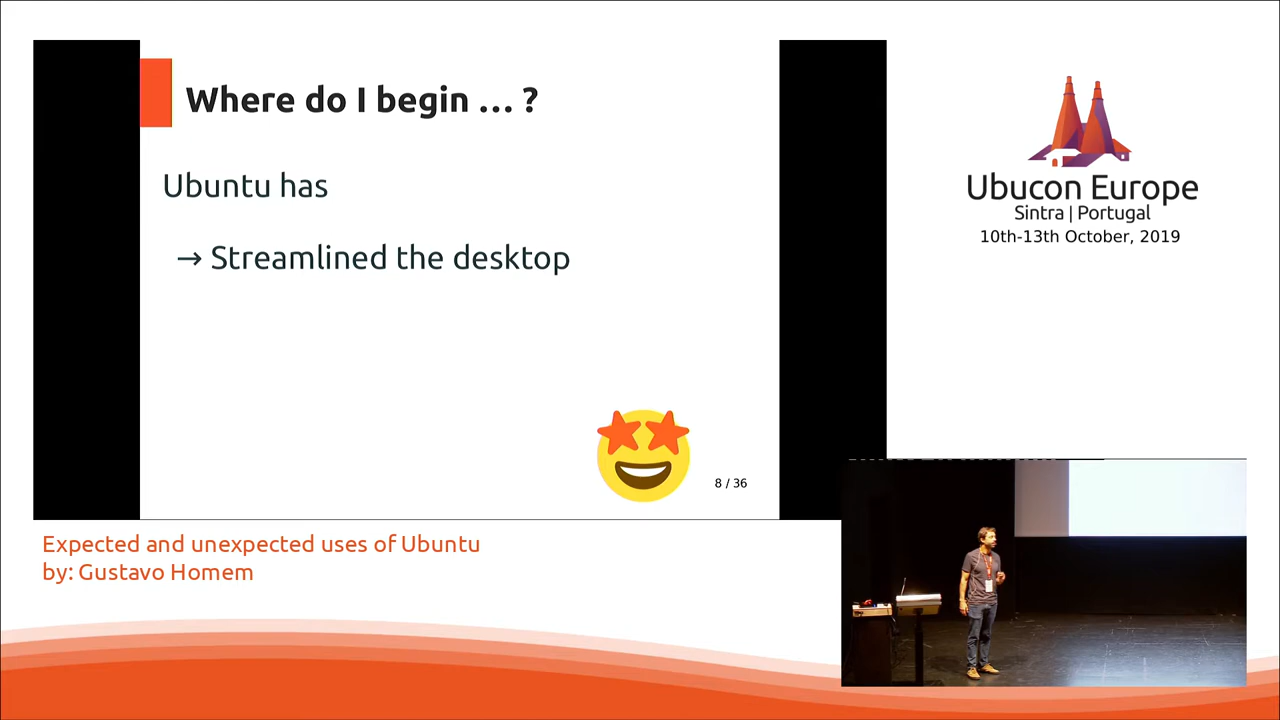 Where do I begin ... ?
Ubuntu has
→ Streamlined the desktop
8 / 36
Ubucon Europe
Sintra | Portugal
10th-13th October, 2019
Expected and unexpected uses of Ubuntu
by: Gustavo Homem